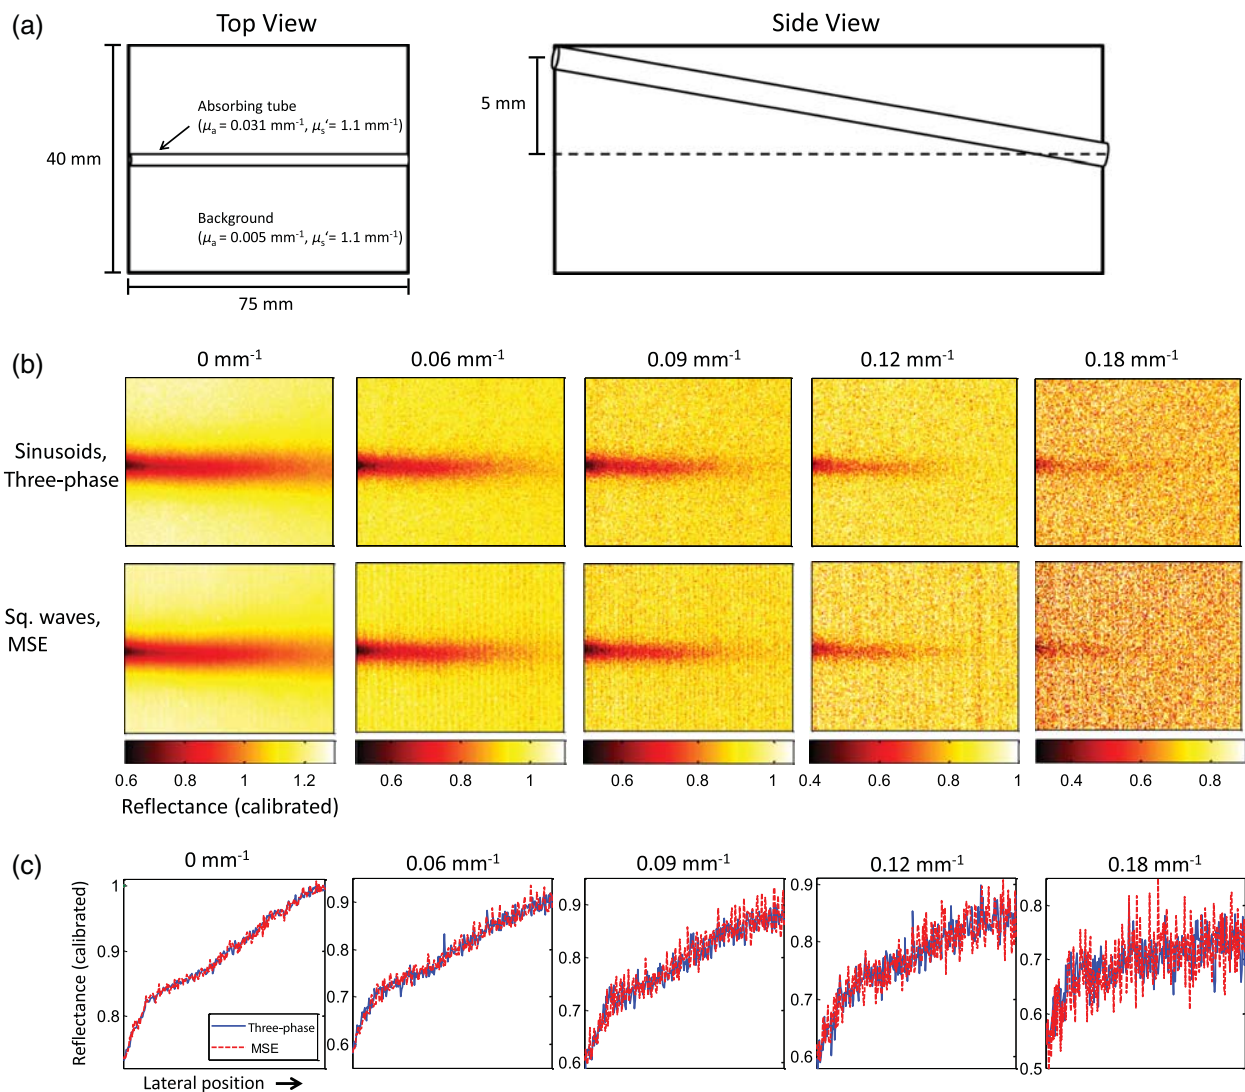 (a)
Top View
Side View
Absorbing tube
(μa = 0.031 mm-1, μs‘= 1.1 mm-1)
40 mm
Background
(μa = 0.005 mm-1, μs‘= 1.1 mm-1)
75 mm
5 mm
(b)
0 mm-1
0.06 mm-1
0.09 mm-1
0.12 mm-1
0.18 mm-1
Sinusoids,
Three-phase
Sq. waves,
MSE
0.6 0.8 1 1.2
0.6 0.8 1
0.6 0.8 1
0.4 0.6 0.8 1
0.4 0.6 0.8
Reflectance (calibrated)
(c)
0 mm-1
0.06 mm-1
0.09 mm-1
0.12 mm-1
0.18 mm-1
Reflectance (calibrated)
1
0.9
0.8
Three-phase
MSE
Lateral position →
0.9
0.8
0.7
0.6
0.9
0.8
0.7
0.6
0.9
0.8
0.7
0.6
0.9
0.8
0.7
0.6
0.5